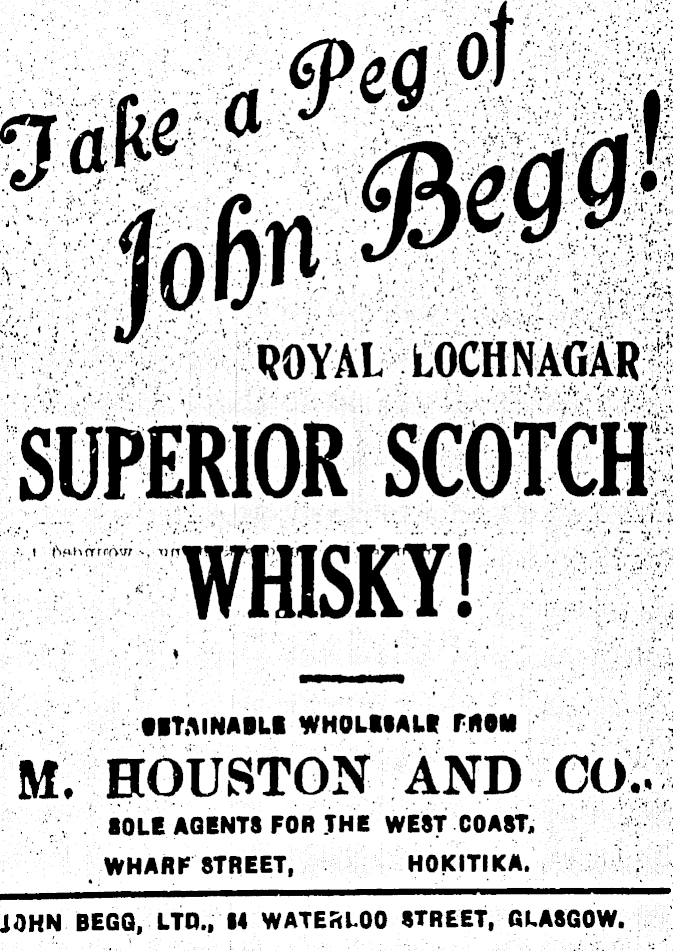 Take a Peg of
John Begg!
ROYAL LOCHNAGAR
SUPERIOR SCOTCH
WHISKY!
OBTAINABLE WHOLESALE FROM
M. HOUSTON AND CO.,
SOLE AGENTS FOR THE WEST COAST,
WHARF STREET, HOKITIKA.
JOHN BEGG, LTD., 64 WATERLOO STREET, GLASGOW.